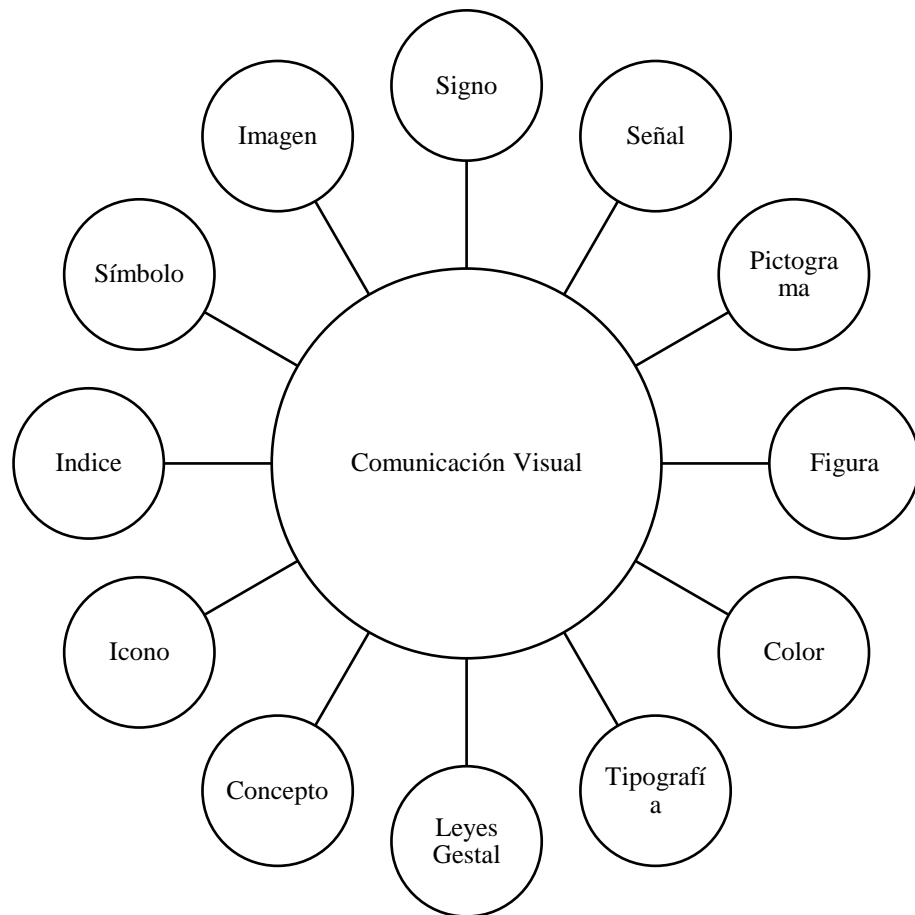 Signo
Señal
Imagen
Pictogra
ma
Símbolo
Comunicación Visual
Indice
Figura
Icono
Color
Concepto
Tipografí
a
Leyes
Gestal